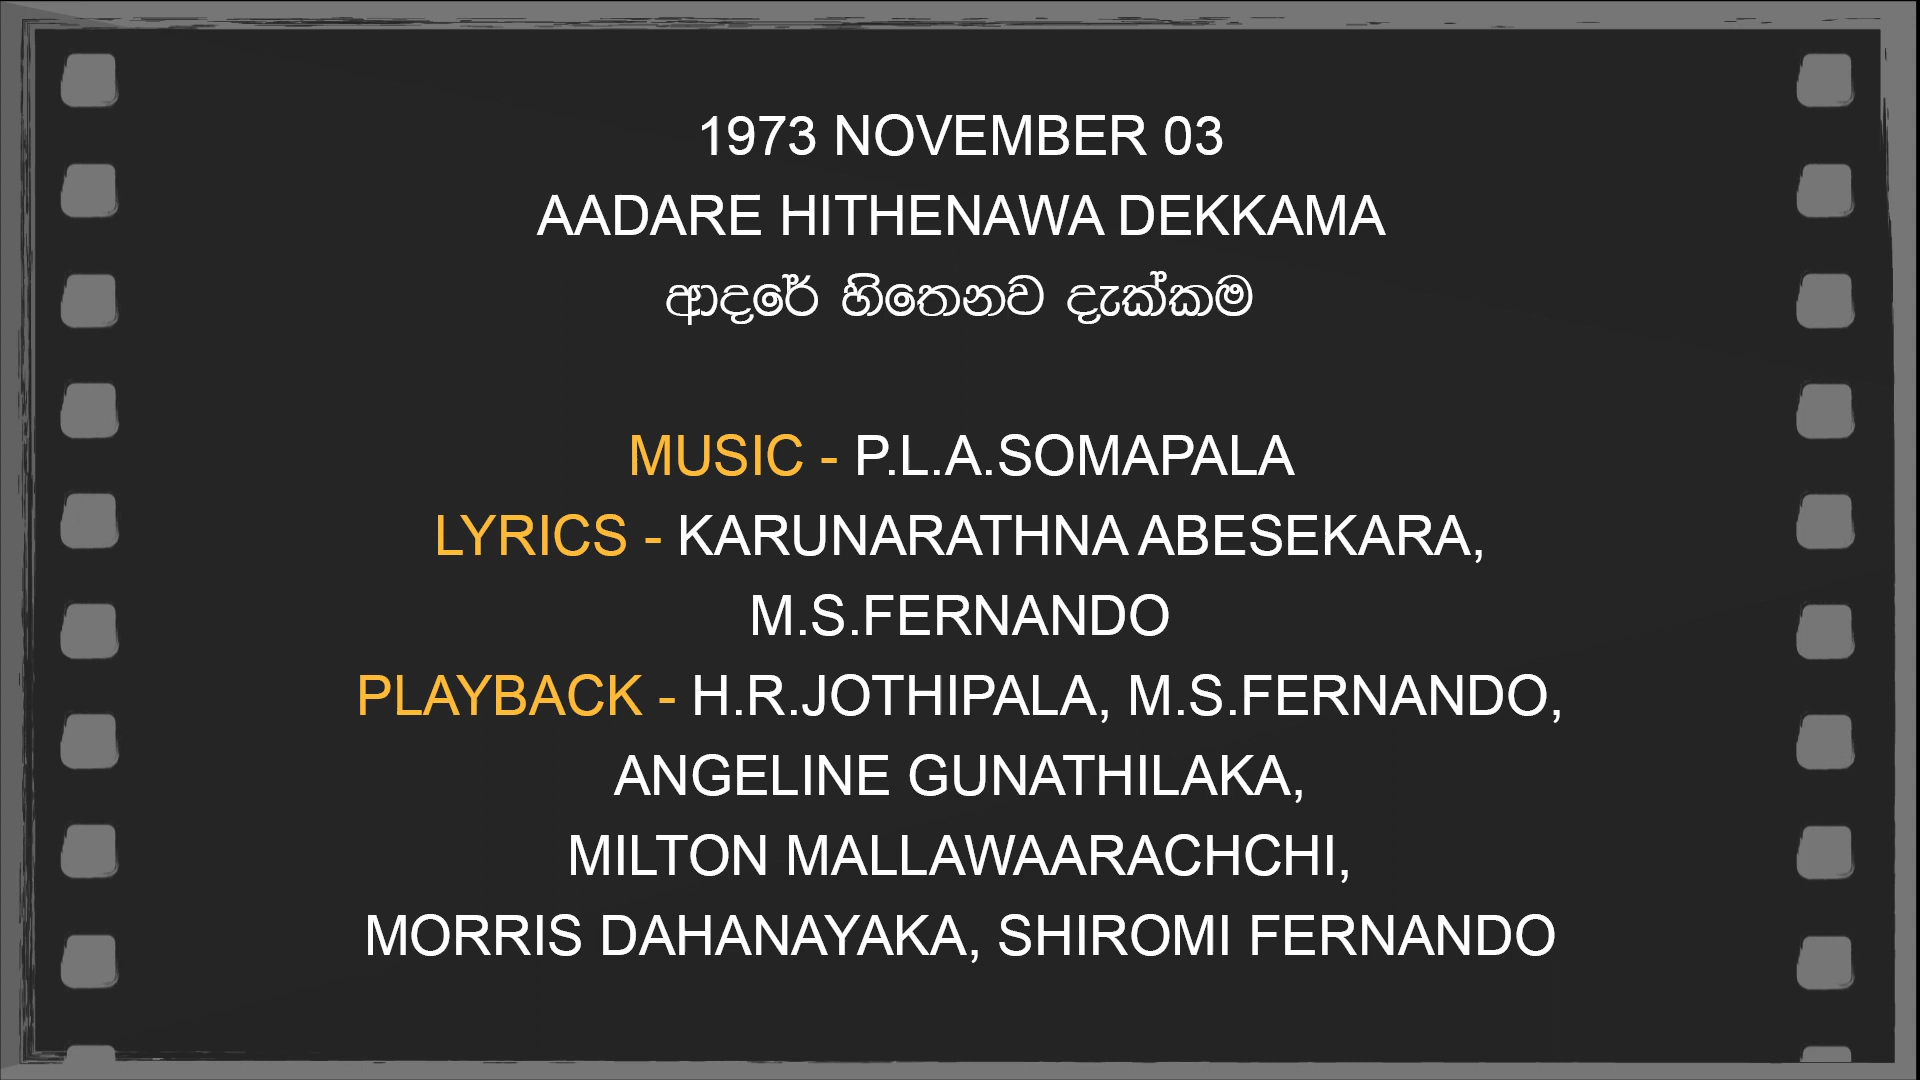 1973 NOVEMBER 03
AADARE HITHENAWA DEKKAMA
ආදරේ හිතෙනව දැක්කම
MUSIC - P.L.A.SOMAPALA
LYRICS - KARUNARATHNA ABESEKARA,
M.S.FERNANDO
PLAYBACK - H.R.JOTHIPALA, M.S.FERNANDO,
ANGELINE GUNATHILAKA,
MILTON MALLAWAARACHCHI,
MORRIS DAHANAYAKA, SHIROMI FERNANDO